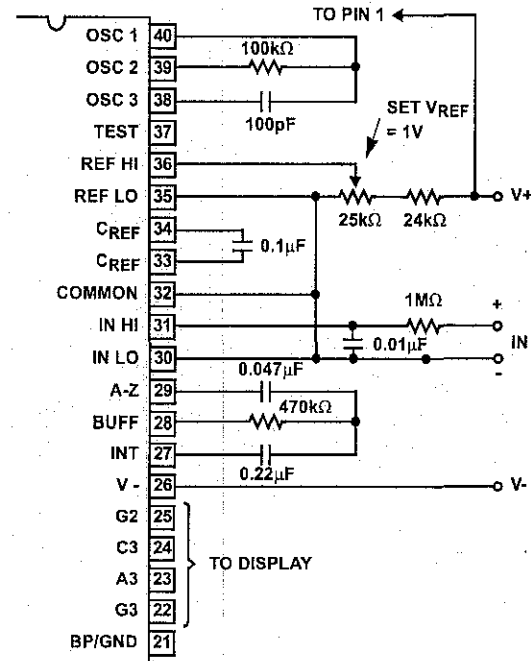 TO PIN 1
OSC 1 40
100kΩ
OSC 2 39
OSC 3 38
100pF
SET VREF
= 1V
TEST 37
REF HI 36
REF LO 35
25kΩ
24kΩ
V+
CREF 34
0.1µF
CREF 33
COMMON 32
1MΩ
+
IN HI 31
0.01µF
IN
IN LO 30
-
0.047µF
A-Z 29
470kΩ
BUFF 28
INT 27
0.22µF
V - 26
V-
G2 25
C3 24
TO DISPLAY
A3 23
G3 22
BP/GND 21